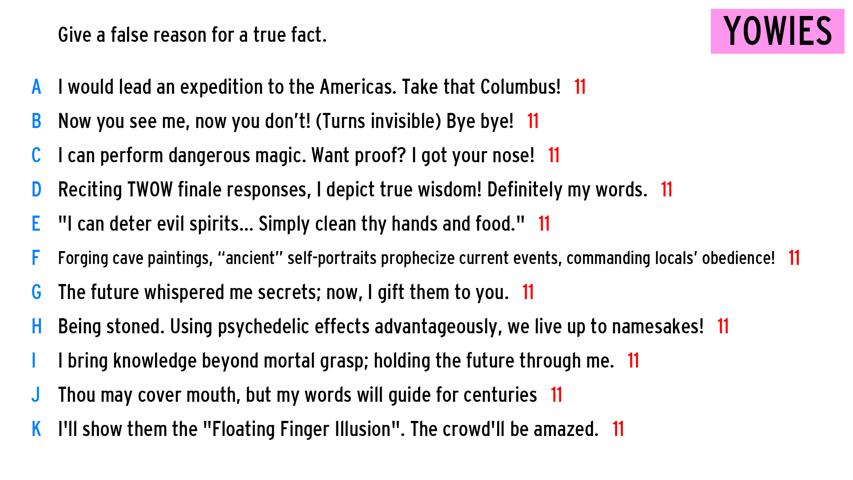 Give a false reason for a true fact.
YOWIES
A I would lead an expedition to the Americas. Take that Columbus! 11
B Now you see me, now you don't! (Turns invisible) Bye bye! 11
C I can perform dangerous magic. Want proof? I got your nose! 11
D Reciting TWOW finale responses, I depict true wisdom! Definitely my words. 11
E "I can deter evil spirits... Simply clean thy hands and food." 11
F Forging cave paintings, “ancient” self-portraits prophecize current events, commanding locals’ obedience! 11
G The future whispered me secrets; now, I gift them to you. 11
H Being stoned. Using psychedelic effects advantageously, we live up to namesakes! 11
I I bring knowledge beyond mortal grasp; holding the future through me. 11
J Thou may cover mouth, but my words will guide for centuries 11
K I'll show them the "Floating Finger Illusion". The crowd'll be amazed. 11